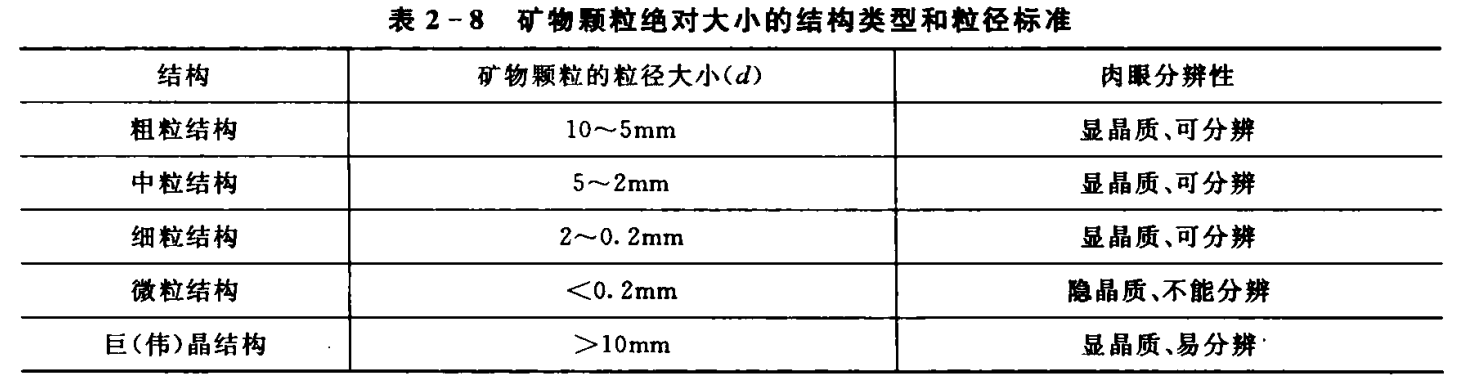 表 2-8 矿物颗粒绝对大小的结构类型和粒径标准
结构 矿物颗粒的粒径大小(d) 肉眼分辨性
粗粒结构 10～5mm 显晶质、可分辨
中粒结构 5～2mm 显晶质、可分辨
细粒结构 2～0.2mm 显晶质、可分辨
微粒结构 <0.2mm 隐晶质、不能分辨
巨(伟)晶结构 >10mm 显晶质、易分辨